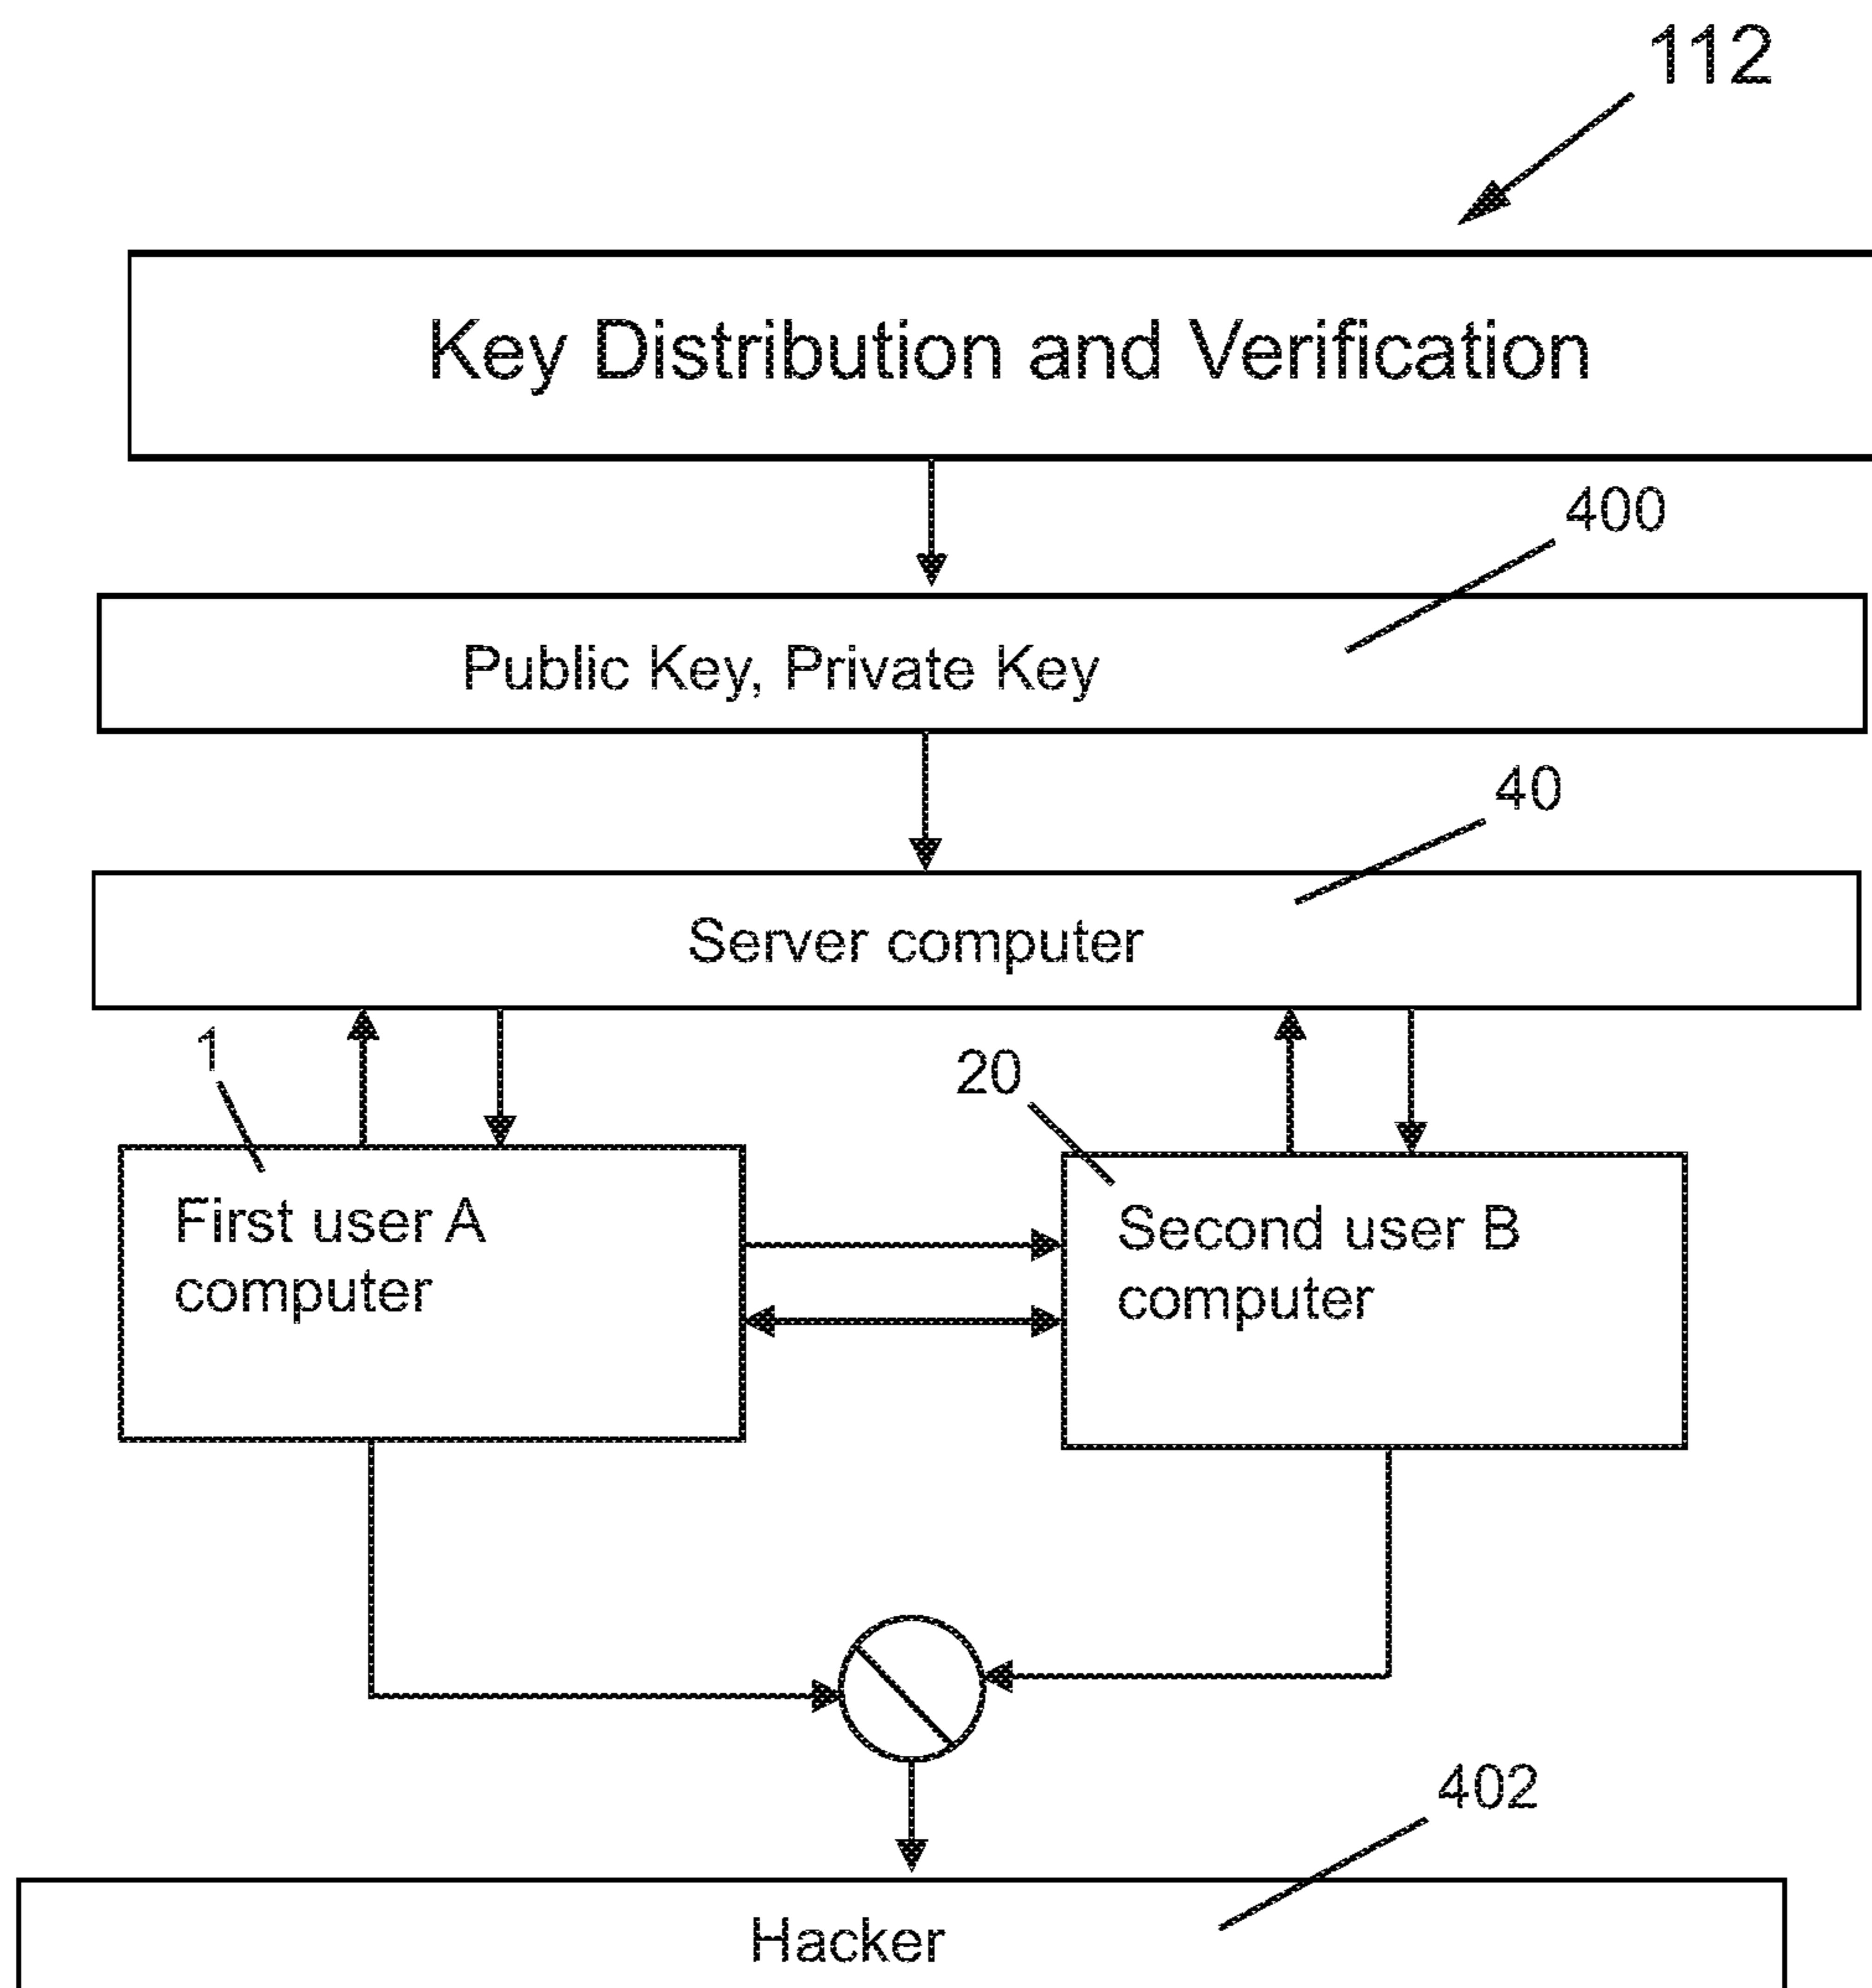 112
Key Distribution and Verification
400
Public Key, Private Key
40
Server computer
1
20
First user A
computer
Second user B
computer
402
Hacker